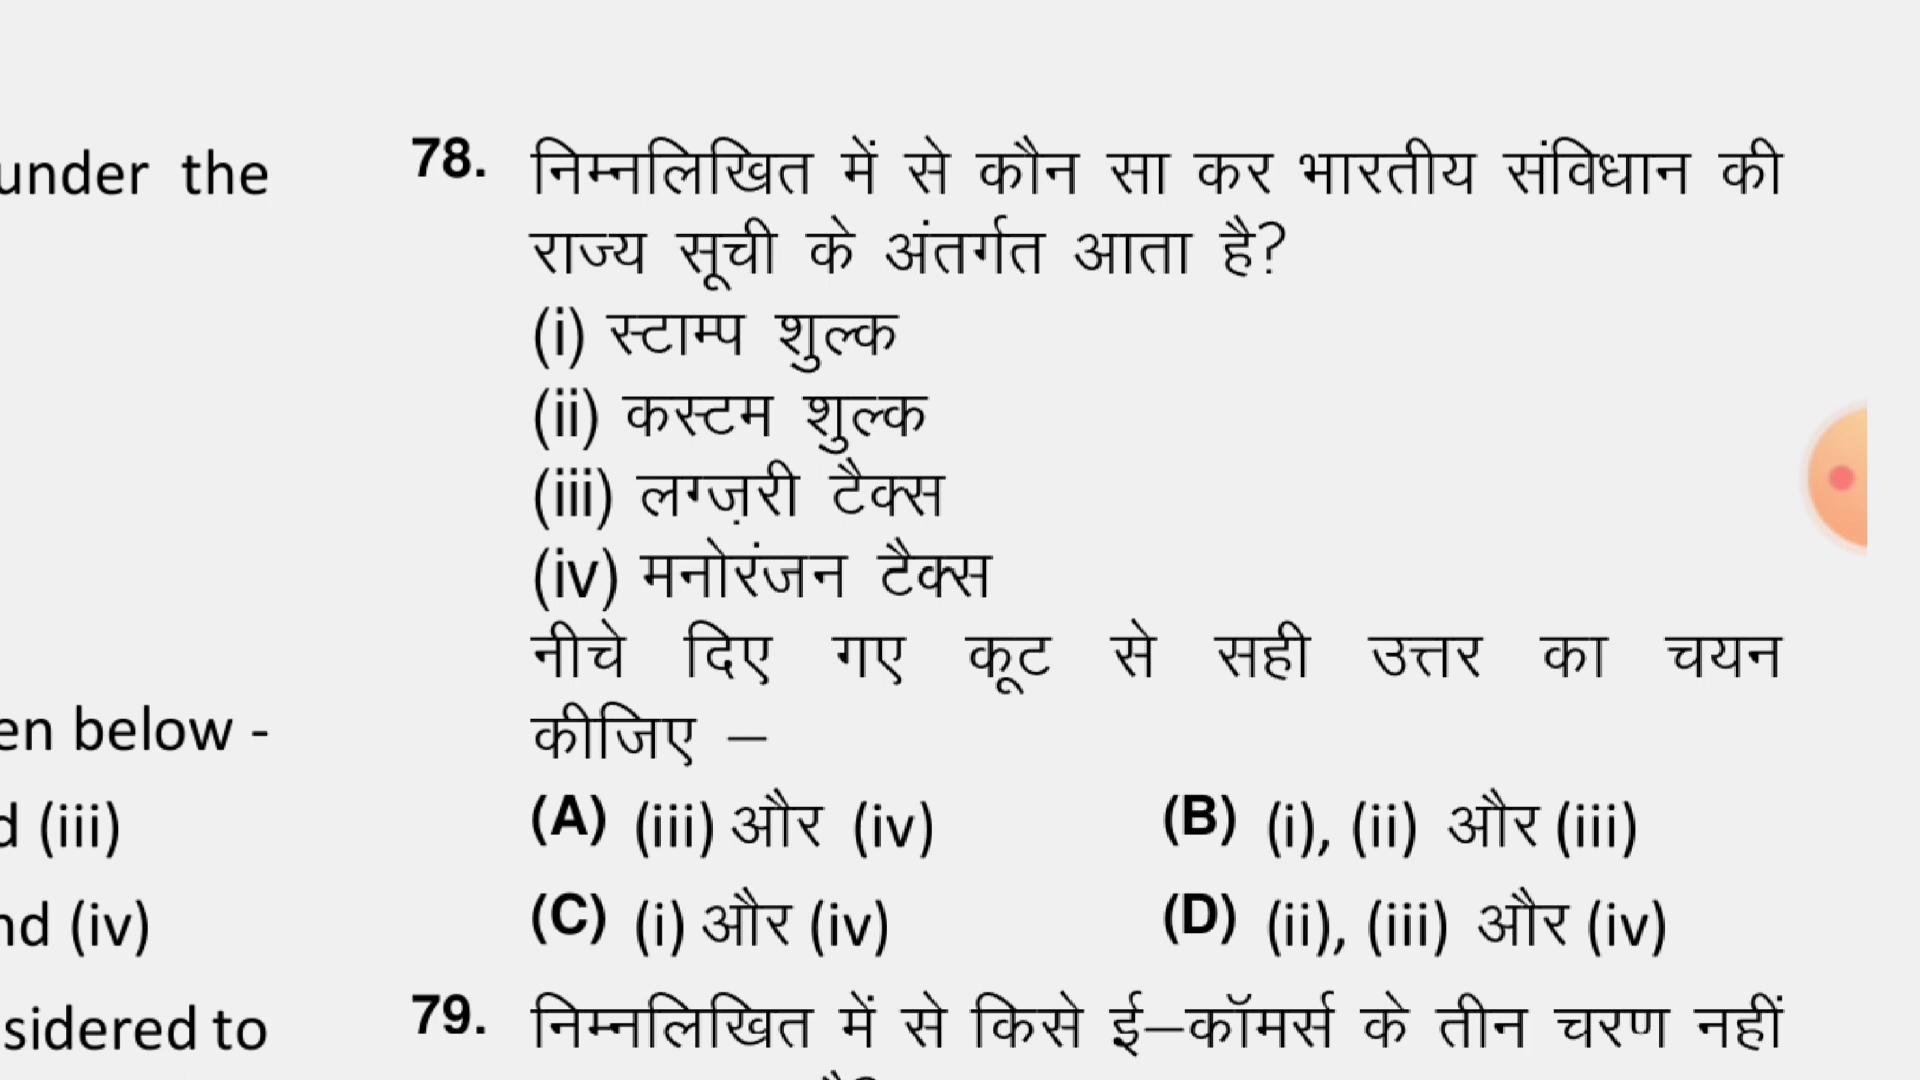 under the
en below -
d (iii)
nd (iv)
sidered to
78. निम्नलिखित में से कौन सा कर भारतीय संविधान की
राज्य सूची के अंतर्गत आता है?
(i) स्टाम्प शुल्क
(ii) कस्टम शुल्क
(iii) लग्ज़री टैक्स
(iv) मनोरंजन टैक्स
नीचे दिए गए कूट से सही उत्तर का चयन
कीजिए –
(A) (iii) और (iv) (B) (i), (ii) और (iii)
(C) (i) और (iv) (D) (ii), (iii) और (iv)
79. निम्नलिखित में से किसे ई–कॉमर्स के तीन चरण नहीं